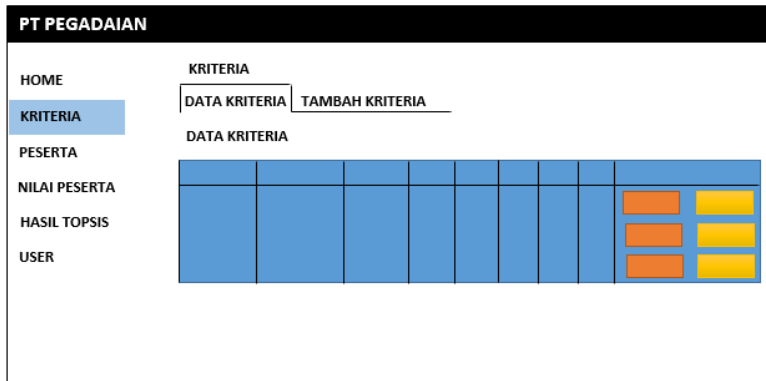 PT PEGADAIAN
HOME
KRITERIA
PESERTA
NILAI PESERTA
HASIL TOPSIS
USER
KRITERIA
DATA KRITERIA TAMBAH KRITERIA
DATA KRITERIA